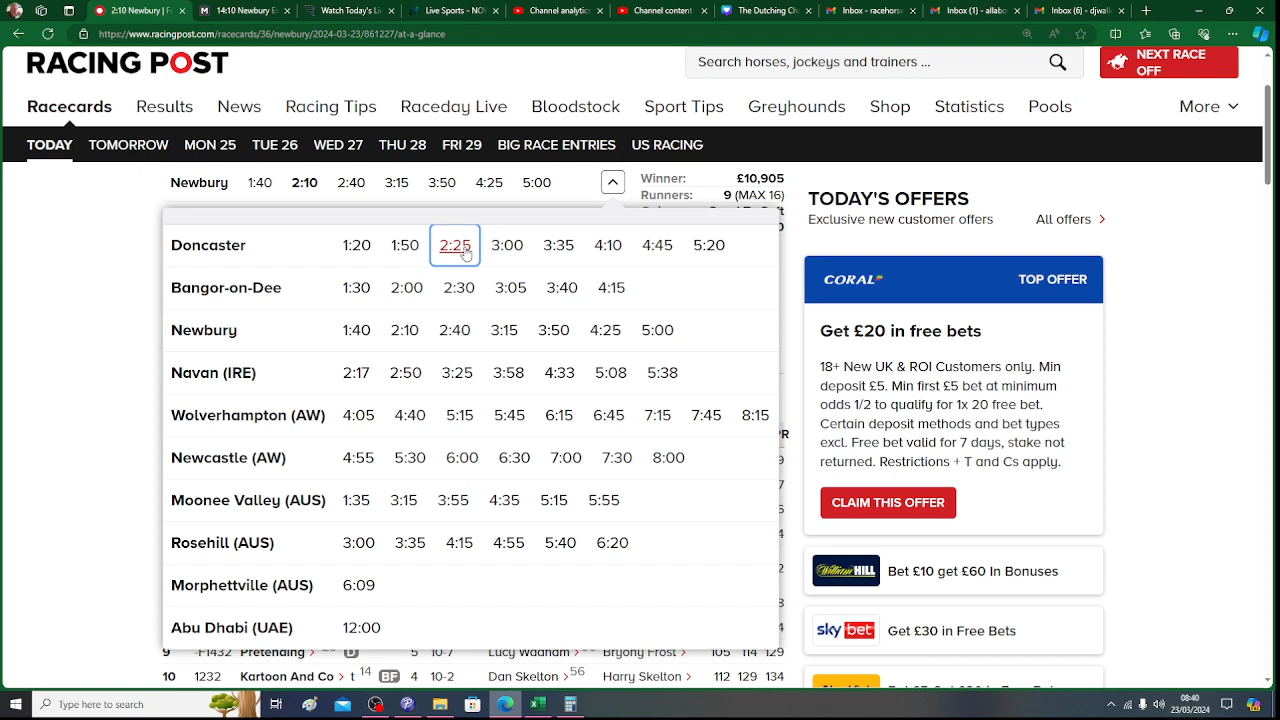 2:10 Newbury | F
14:10 Newbury E
Watch Today's Liv
Live Sports - NO
Channel analytics
Channel content
The Dutching Cha
Inbox - racehorse
Inbox (1) - allabo
Inbox (6) - djwalk
https://www.racingpost.com/racecards/36/newbury/2024-03-23/861227/at-a-glance
RACING POST
Search horses, jockeys and trainers ...
NEXT RACE
OFF
Racecards Results News Racing Tips Raceday Live Bloodstock Sport Tips Greyhounds Shop Statistics Pools More
TODAY TOMORROW MON 25 TUE 26 WED 27 THU 28 FRI 29 BIG RACE ENTRIES US RACING
Newbury 1:40 2:10 2:40 3:15 3:50 4:25 5:00
Winner: £10,905
Runners: 9 (MAX 16)
Doncaster 1:20 1:50 2:25 3:00 3:35 4:10 4:45 5:20
Bangor-on-Dee 1:30 2:00 2:30 3:05 3:40 4:15
Newbury 1:40 2:10 2:40 3:15 3:50 4:25 5:00
Navan (IRE) 2:17 2:50 3:25 3:58 4:33 5:08 5:38
Wolverhampton (AW) 4:05 4:40 5:15 5:45 6:15 6:45 7:15 7:45 8:15
Newcastle (AW) 4:55 5:30 6:00 6:30 7:00 7:30 8:00
Moonee Valley (AUS) 1:35 3:15 3:55 4:35 5:15 5:55
Rosehill (AUS) 3:00 3:35 4:15 4:55 5:40 6:20
Morphettville (AUS) 6:09
Abu Dhabi (UAE) 12:00
9 -F1432 Pretending D 5 10-7 Lucy Wadham Bryony Frost 105 114 129
10 1232 Kartoon And Co t 14 BF 4 10-2 Dan Skelton 56 Harry Skelton 112 129 134
TODAY'S OFFERS
Exclusive new customer offers All offers
CORAL TOP OFFER
Get £20 in free bets
18+ New UK & ROI Customers only. Min
deposit £5. Min first £5 bet at minimum
odds 1/2 to qualify for 1x 20 free bet.
Certain deposit methods and bet types
excl. Free bet valid for 7 days, stake not
returned. Restrictions + T and Cs apply.
CLAIM THIS OFFER
William HILL Bet £10 get £60 In Bonuses
sky bet Get £30 in Free Bets
Type here to search
08:40
23/03/2024